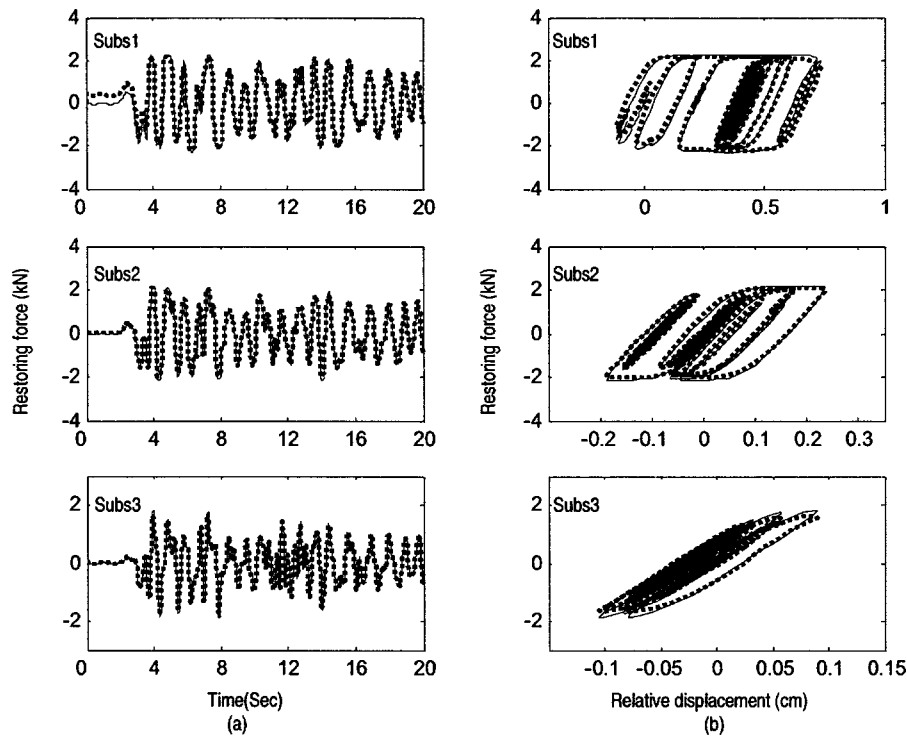 4
Subs1
2
0
-2
-4
0 4 8 12 16 20
4
Subs2
2
0
-2
-4
0 4 8 12 16 20
Subs3
2
0
-2
0 4 8 12 16 20
Restoring force (kN)
Time(Sec)
(a)
4
Subs1
2
0
-2
-4
0 0.5 1
4
Subs2
2
0
-2
-4
-0.2 -0.1 0 0.1 0.2 0.3
Subs3
2
0
-2
-0.1 -0.05 0 0.05 0.1 0.15
Restoring force (kN)
Relative displacement (cm)
(b)